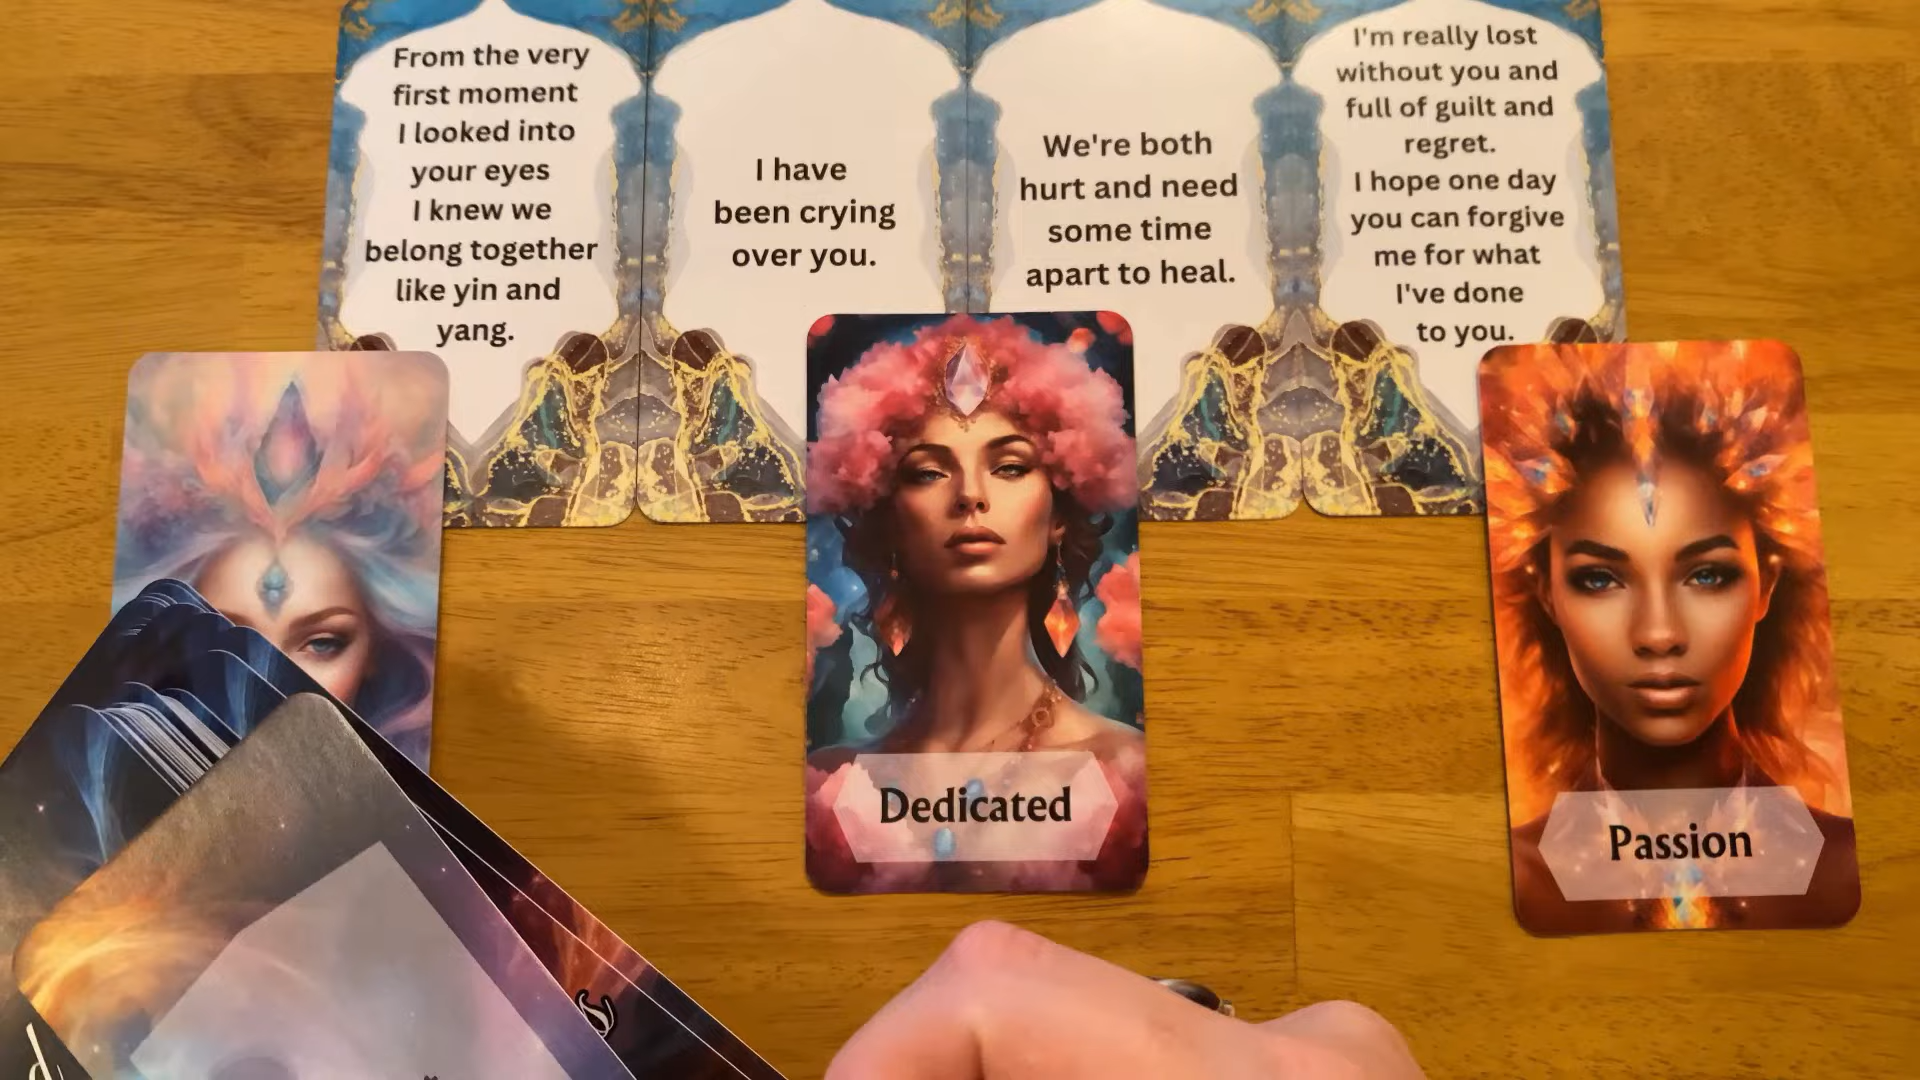 From the very
first moment
I looked into
your eyes
I knew we
belong together
like yin and
yang.
I have
been crying
over you.
We're both
hurt and need
some time
apart to heal.
I'm really lost
without you and
full of guilt and
regret.
I hope one day
you can forgive
me for what
I've done
to you.
Dedicated
Passion